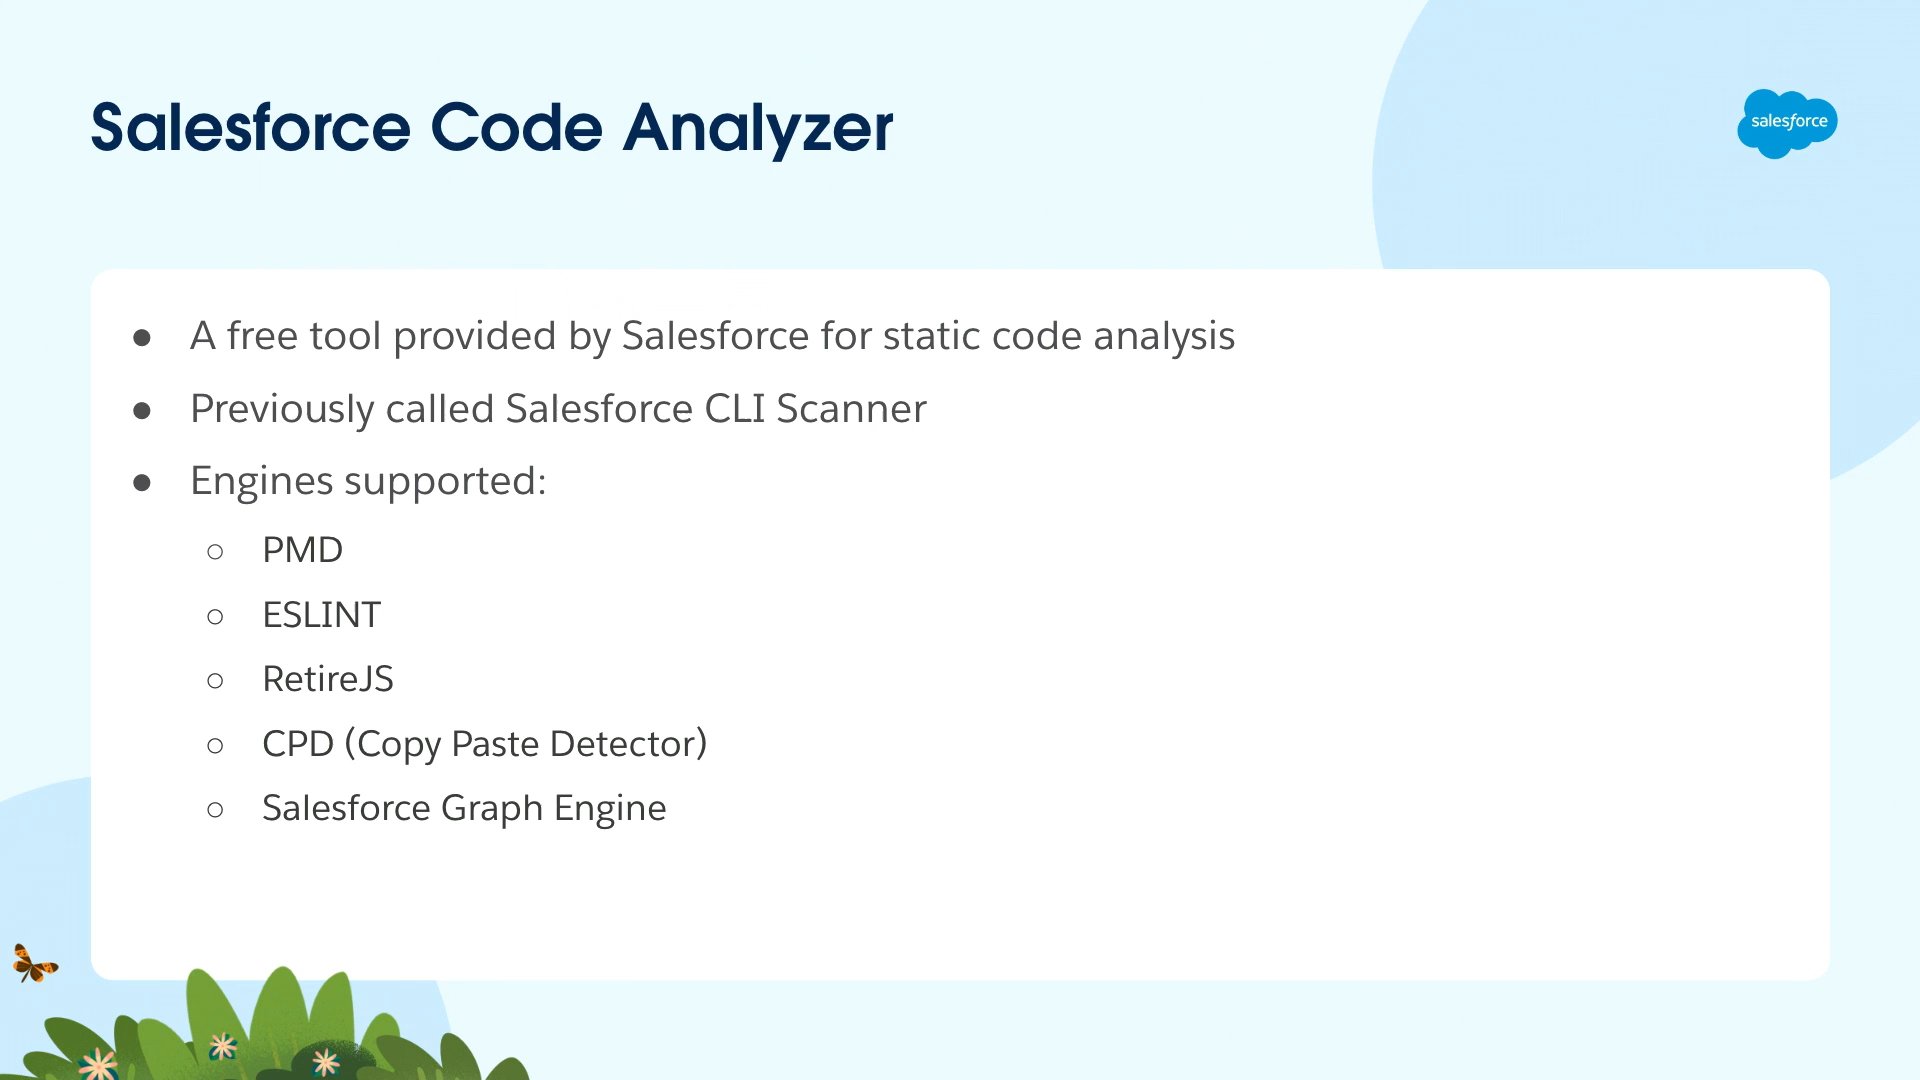 Salesforce Code Analyzer
salesforce
● A free tool provided by Salesforce for static code analysis
● Previously called Salesforce CLI Scanner
● Engines supported:
○ PMD
○ ESLINT
○ RetireJS
○ CPD (Copy Paste Detector)
○ Salesforce Graph Engine